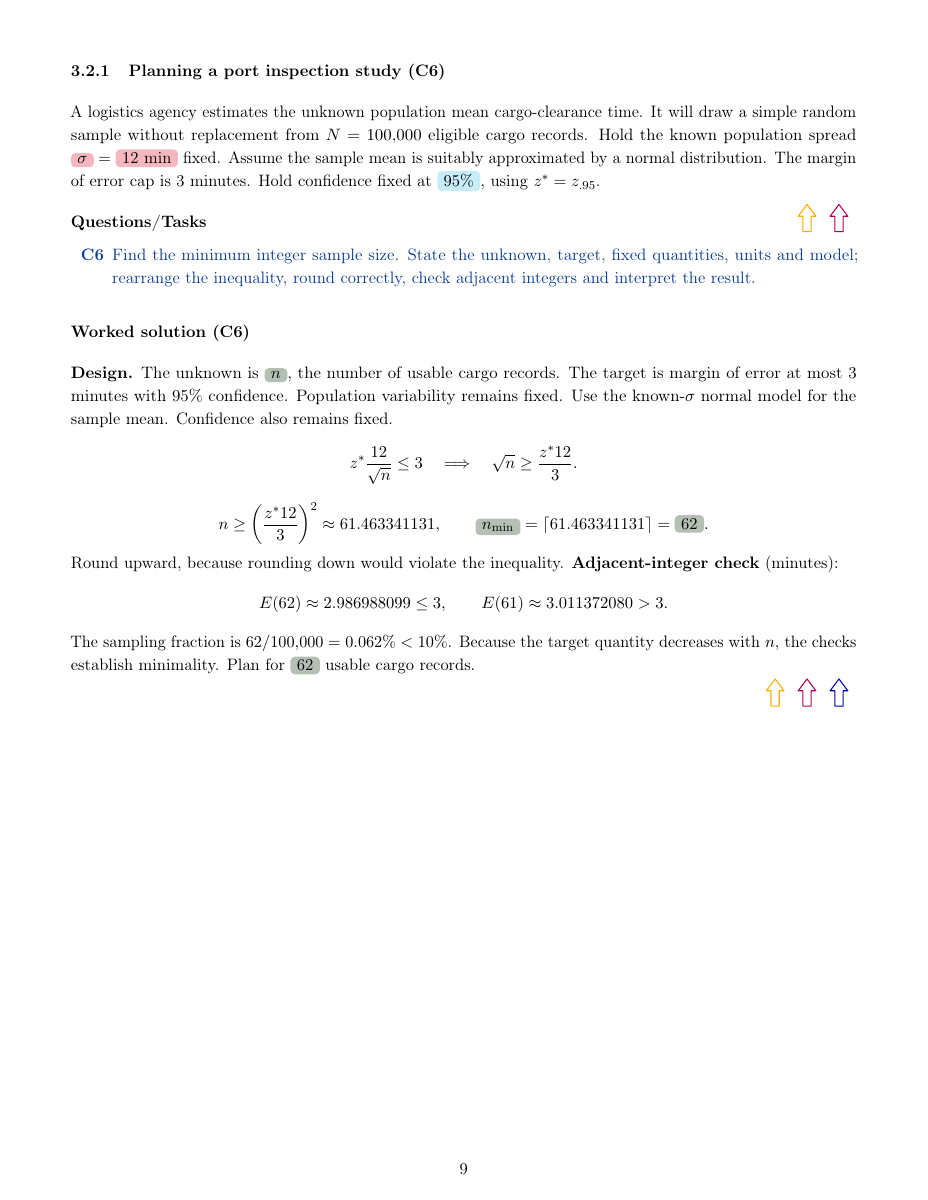 3.2.1 Planning a port inspection study (C6)
A logistics agency estimates the unknown population mean cargo-clearance time. It will draw a simple random
sample without replacement from N = 100,000 eligible cargo records. Hold the known population spread
σ = 12 min fixed. Assume the sample mean is suitably approximated by a normal distribution. The margin
of error cap is 3 minutes. Hold confidence fixed at 95%, using z* = z.95.
Questions/Tasks
C6 Find the minimum integer sample size. State the unknown, target, fixed quantities, units and model;
rearrange the inequality, round correctly, check adjacent integers and interpret the result.
Worked solution (C6)
Design. The unknown is n, the number of usable cargo records. The target is margin of error at most 3
minutes with 95% confidence. Population variability remains fixed. Use the known-σ normal model for the
sample mean. Confidence also remains fixed.
z* 12/√n ≤ 3 ⟹ √n ≥ z*12/3.
n ≥ (z*12/3)² ≈ 61.463341131, nmin = ⌈61.463341131⌉ = 62.
Round upward, because rounding down would violate the inequality. Adjacent-integer check (minutes):
E(62) ≈ 2.986988099 ≤ 3, E(61) ≈ 3.011372080 > 3.
The sampling fraction is 62/100,000 = 0.062% < 10%. Because the target quantity decreases with n, the checks
establish minimality. Plan for 62 usable cargo records.
9